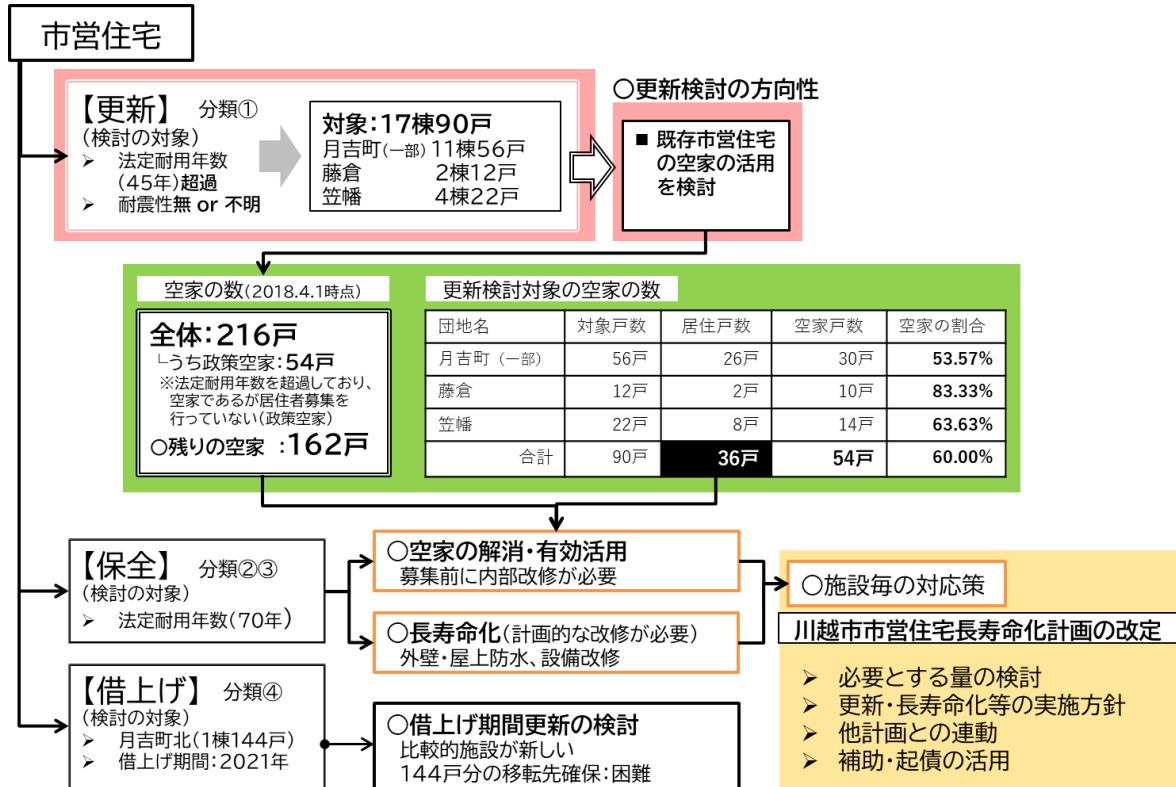 市営住宅
【更新】 分類①
(検討の対象)
➢ 法定耐用年数
(45年)超過
➢ 耐震性無 or 不明
対象:17棟90戸
月吉町(一部) 11棟56戸
藤倉 2棟12戸
笠幡 4棟22戸
○更新検討の方向性
■ 既存市営住宅
の空家の活用
を検討
空家の数(2018.4.1時点)
全体:216戸
└うち政策空家:54戸
※法定耐用年数を超過しており、
空家であるが居住者募集を
行っていない(政策空家)
○残りの空家 :162戸
更新検討対象の空家の数
団地名 対象戸数 居住戸数 空家戸数 空家の割合
月吉町（一部） 56戸 26戸 30戸 53.57%
藤倉 12戸 2戸 10戸 83.33%
笠幡 22戸 8戸 14戸 63.63%
合計 90戸 36戸 54戸 60.00%
【保全】 分類②③
(検討の対象)
➢ 法定耐用年数(70年)
○空家の解消・有効活用
募集前に内部改修が必要
○長寿命化(計画的な改修が必要)
外壁・屋上防水、設備改修
【借上げ】 分類④
(検討の対象)
➢ 月吉町北(1棟144戸)
➢ 借上げ期間:2021年
○借上げ期間更新の検討
比較的施設が新しい
144戸分の移転先確保:困難
○施設毎の対応策
川越市市営住宅長寿命化計画の改定
➢ 必要とする量の検討
➢ 更新・長寿命化等の実施方針
➢ 他計画との連動
➢ 補助・起債の活用